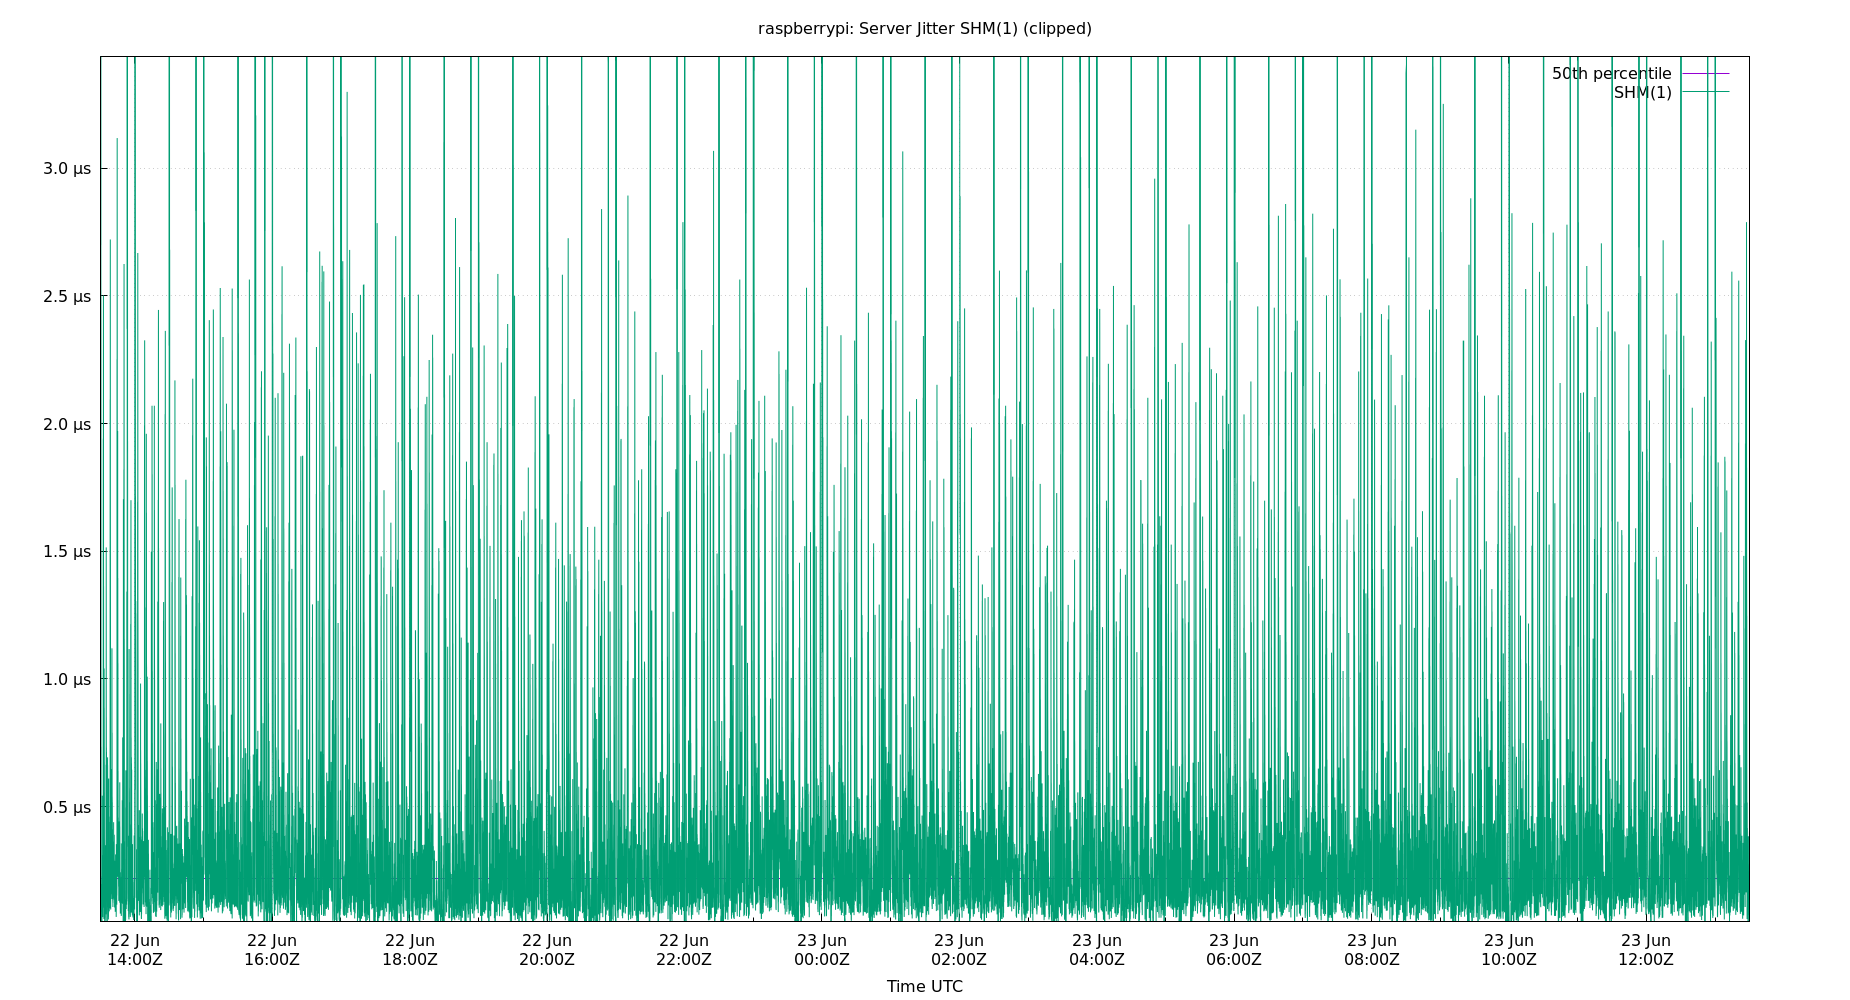 raspberrypi: Server Jitter SHM(1) (clipped)
50th percentile
SHM(1)
3.0 µs
2.5 µs
2.0 µs
1.5 µs
1.0 µs
0.5 µs
22 Jun 22 Jun 22 Jun 22 Jun 22 Jun 23 Jun 23 Jun 23 Jun 23 Jun 23 Jun 23 Jun 23 Jun
14:00Z 16:00Z 18:00Z 20:00Z 22:00Z 00:00Z 02:00Z 04:00Z 06:00Z 08:00Z 10:00Z 12:00Z
Time UTC